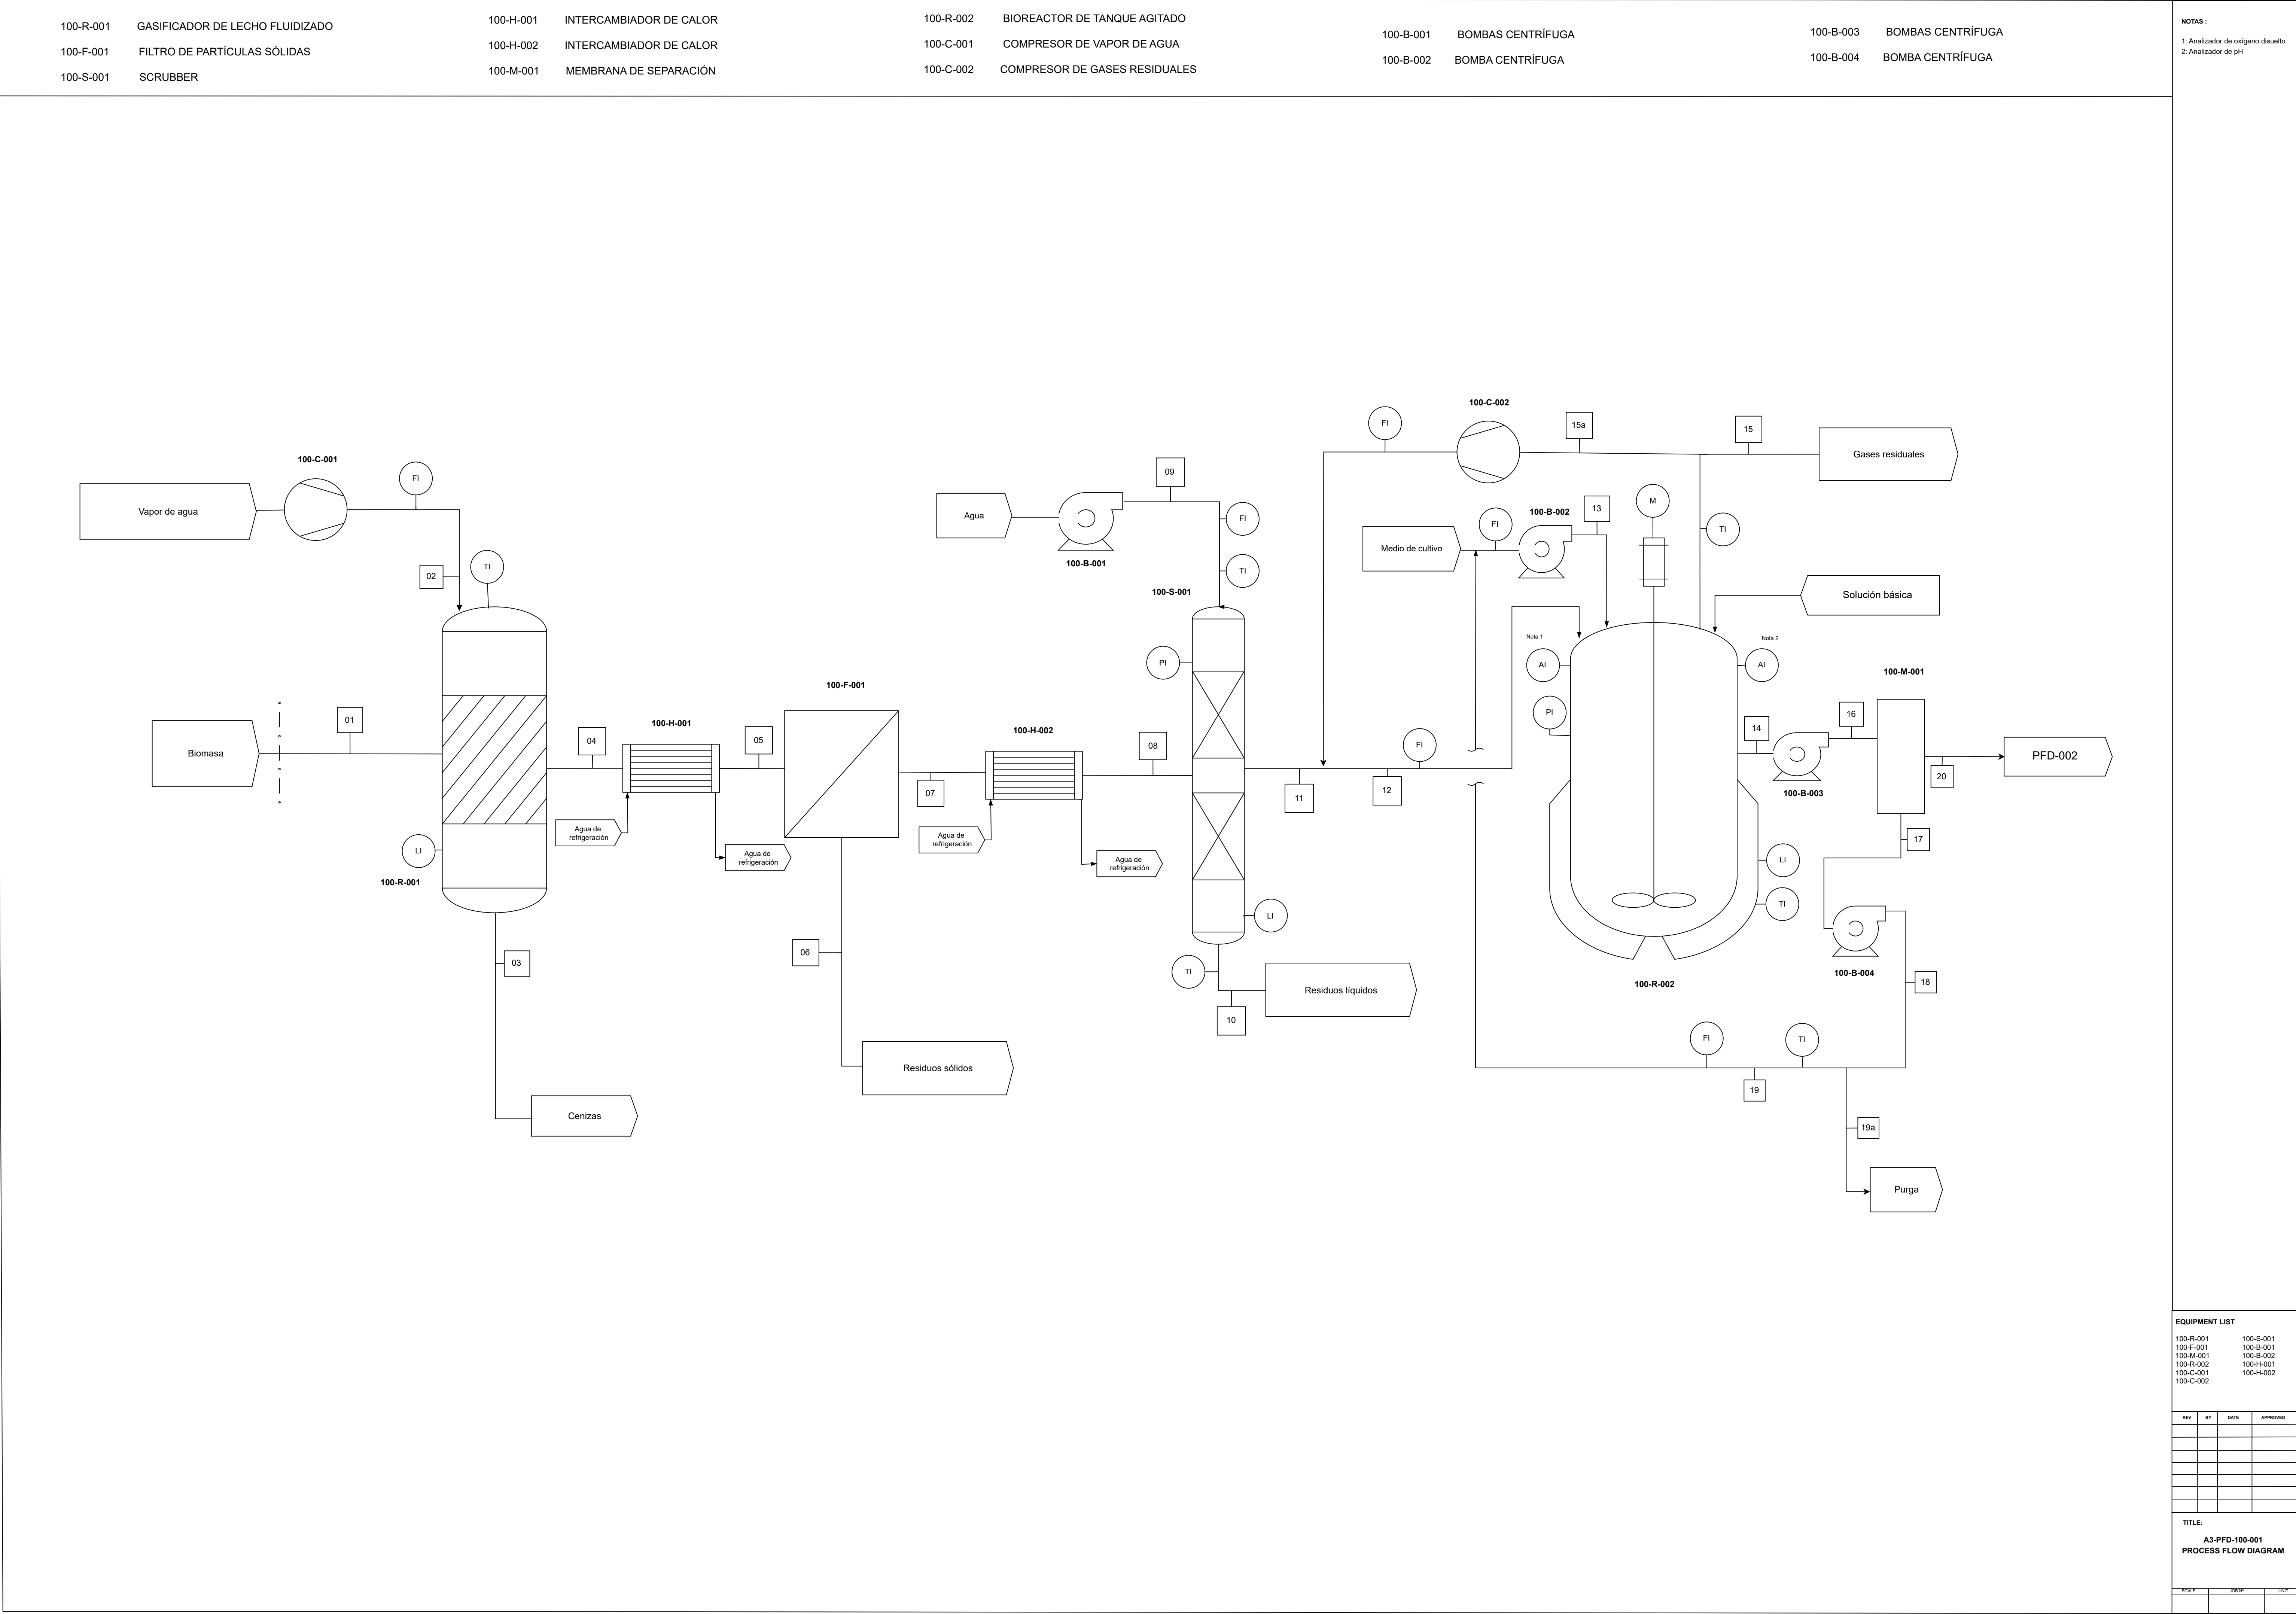 100-R-001 GASIFICADOR DE LECHO FLUIDIZADO
100-F-001 FILTRO DE PARTÍCULAS SÓLIDAS
100-S-001 SCRUBBER
100-H-001 INTERCAMBIADOR DE CALOR
100-H-002 INTERCAMBIADOR DE CALOR
100-M-001 MEMBRANA DE SEPARACIÓN
100-R-002 BIOREACTOR DE TANQUE AGITADO
100-C-001 COMPRESOR DE VAPOR DE AGUA
100-C-002 COMPRESOR DE GASES RESIDUALES
100-B-001 BOMBAS CENTRÍFUGA
100-B-002 BOMBA CENTRÍFUGA
100-B-003 BOMBAS CENTRÍFUGA
100-B-004 BOMBA CENTRÍFUGA
NOTAS :
1: Analizador de oxígeno disuelto
2: Analizador de pH
100-C-001
FI
Vapor de agua
02
TI
01
Biomasa
LI
100-R-001
03
Cenizas
04
100-H-001
05
Agua de
refrigeración
Agua de
refrigeración
100-F-001
06
Residuos sólidos
07
100-H-002
Agua de
refrigeración
Agua de
refrigeración
08
Agua
100-B-001
09
FI
TI
100-S-001
PI
LI
TI
10
Residuos líquidos
11
12
FI
FI
100-C-002
15a
15
Gases residuales
Medio de cultivo
FI
100-B-002
13
M
TI
Solución básica
Nota 1
AI
PI
Nota 2
AI
LI
TI
100-R-002
14
100-B-003
16
100-M-001
20
PFD-002
17
100-B-004
18
FI
TI
19
19a
Purga
EQUIPMENT LIST
100-R-001 100-S-001
100-F-001 100-B-001
100-M-001 100-B-002
100-R-002 100-H-001
100-C-001 100-H-002
100-C-002
REV BY DATE APPROVED
TITLE:
A3-PFD-100-001
PROCESS FLOW DIAGRAM
SCALE JOB Nº UNIT